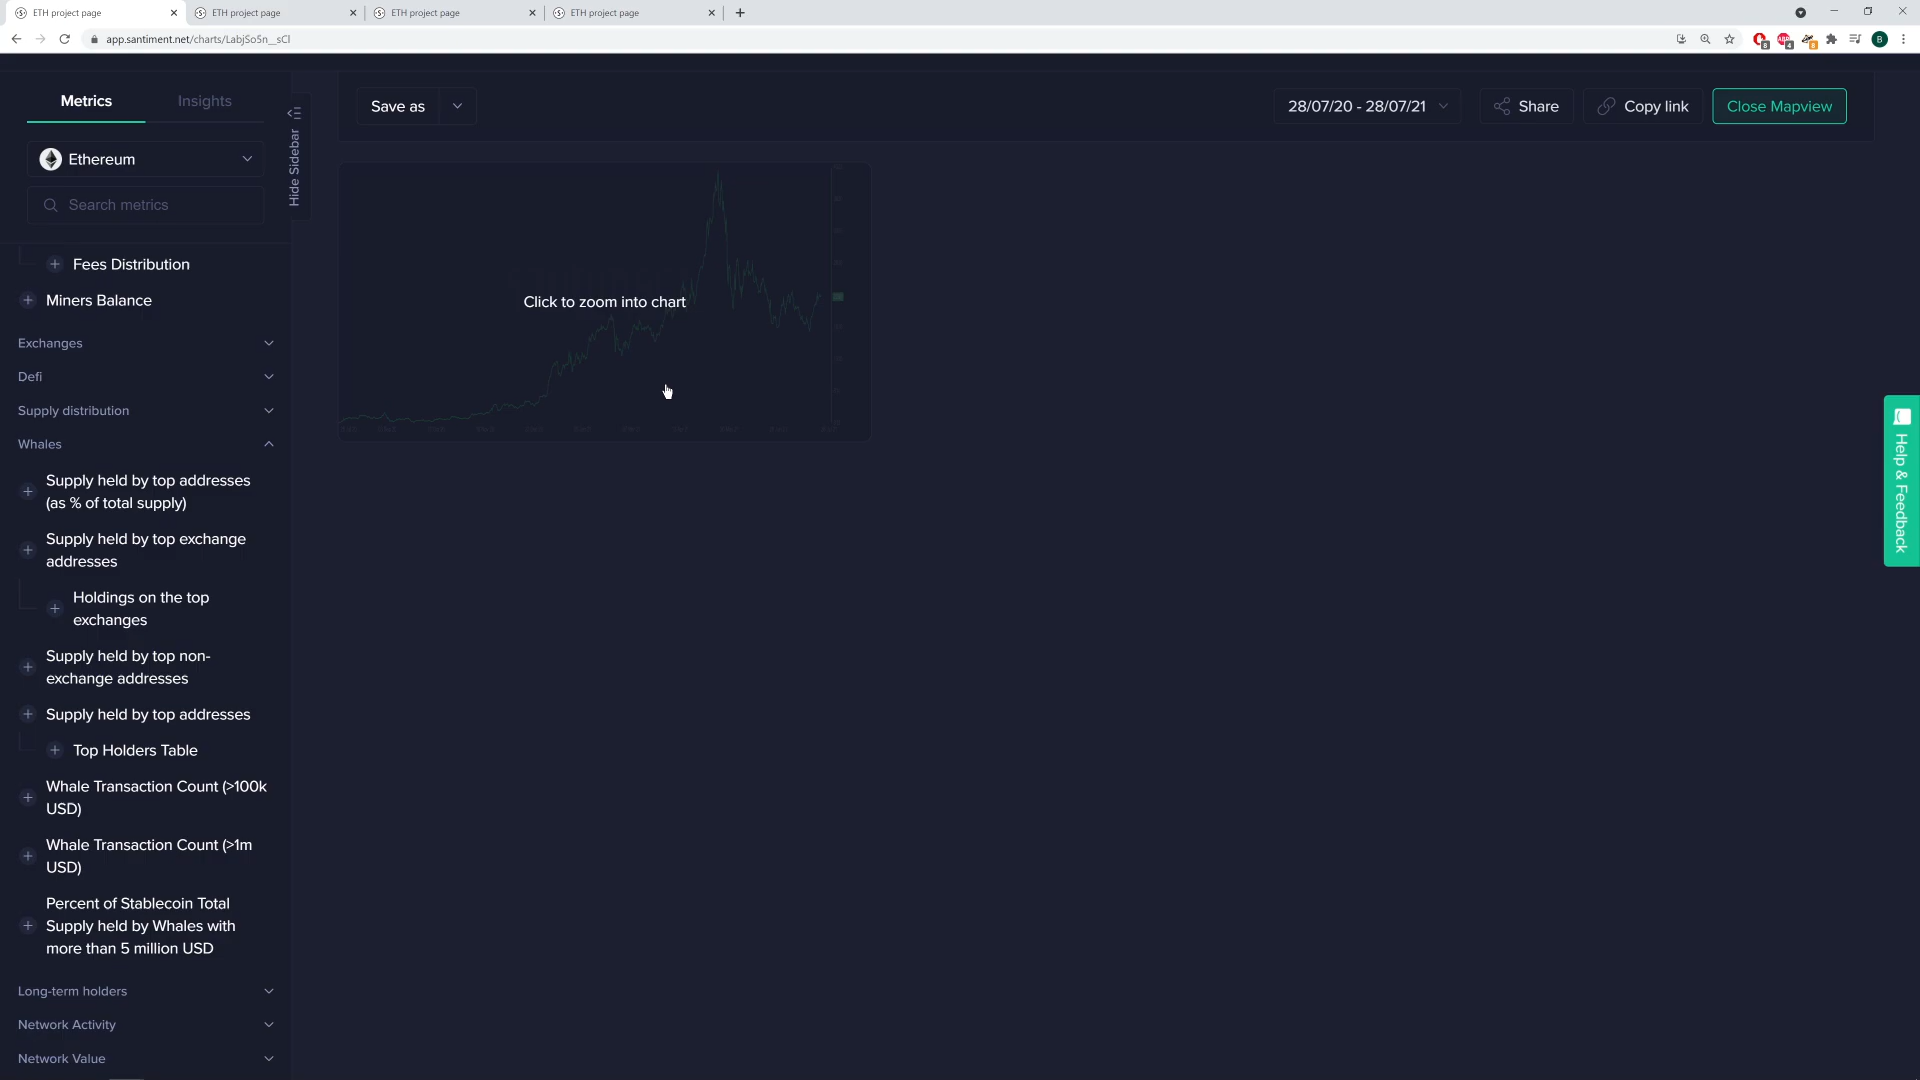 ETH project page
ETH project page
ETH project page
ETH project page
app.santiment.net/charts/LabjSo5n__sCl
8
4
8
B
Metrics
Insights
Hide Sidebar
Save as
28/07/20 - 28/07/21
Share
Copy link
Close Mapview
Ethereum
Search metrics
Fees Distribution
Miners Balance
Click to zoom into chart
Exchanges
Defi
Supply distribution
Whales
Supply held by top addresses
(as % of total supply)
Supply held by top exchange
addresses
Holdings on the top
exchanges
Supply held by top non-
exchange addresses
Supply held by top addresses
Top Holders Table
Whale Transaction Count (>100k
USD)
Whale Transaction Count (>1m
USD)
Percent of Stablecoin Total
Supply held by Whales with
more than 5 million USD
Long-term holders
Network Activity
Network Value
Help & Feedback